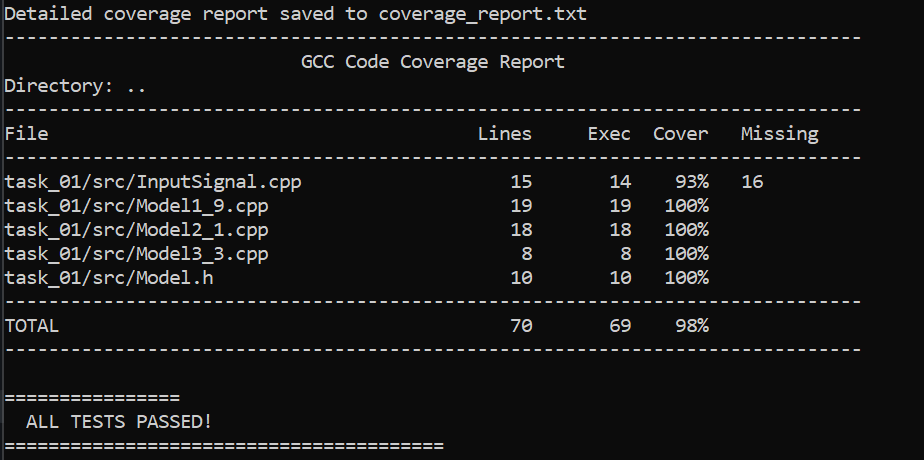 Detailed coverage report saved to coverage_report.txt
------------------------------------------------------------------------------
                           GCC Code Coverage Report
Directory: ..
------------------------------------------------------------------------------
File                                       Lines     Exec  Cover   Missing
------------------------------------------------------------------------------
task_01/src/InputSignal.cpp                   15       14    93%   16
task_01/src/Model1_9.cpp                      19       19   100%
task_01/src/Model2_1.cpp                      18       18   100%
task_01/src/Model3_3.cpp                       8        8   100%
task_01/src/Model.h                           10       10   100%
------------------------------------------------------------------------------
TOTAL                                         70       69    98%
------------------------------------------------------------------------------
================
  ALL TESTS PASSED!
========================================